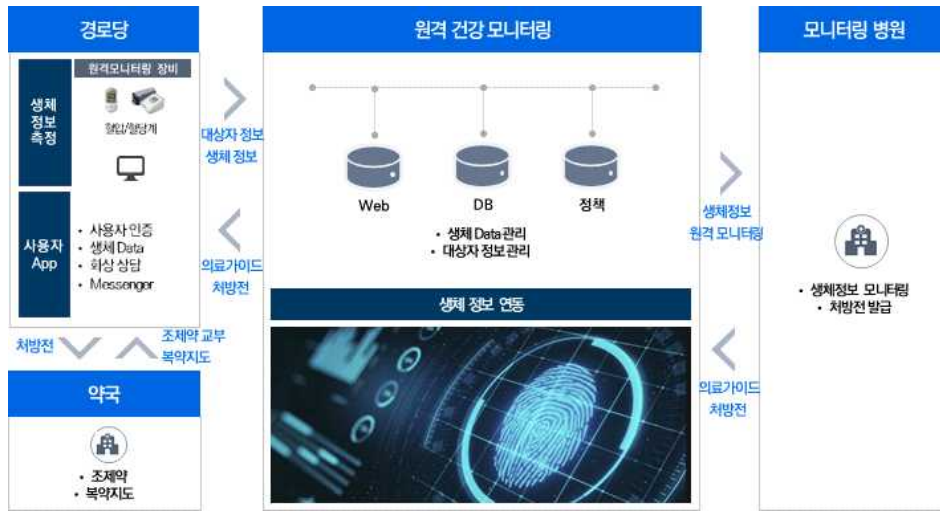 경로당
원격모니터링 장비
생체
정보
측정
혈압/혈당계
사용자
App
• 사용자 인증
• 생체 Data
• 화상 상담
• Messenger
대상자 정보
생체 정보
의료가이드
처방전
처방전
조제약 교부
복약지도
약국
• 조제약
• 복약지도
원격 건강 모니터링
Web
DB
정책
• 생체 Data 관리
• 대상자 정보 관리
생체 정보 연동
생체정보
원격 모니터링
의료가이드
처방전
모니터링 병원
• 생체정보 모니터링
• 처방전 발급